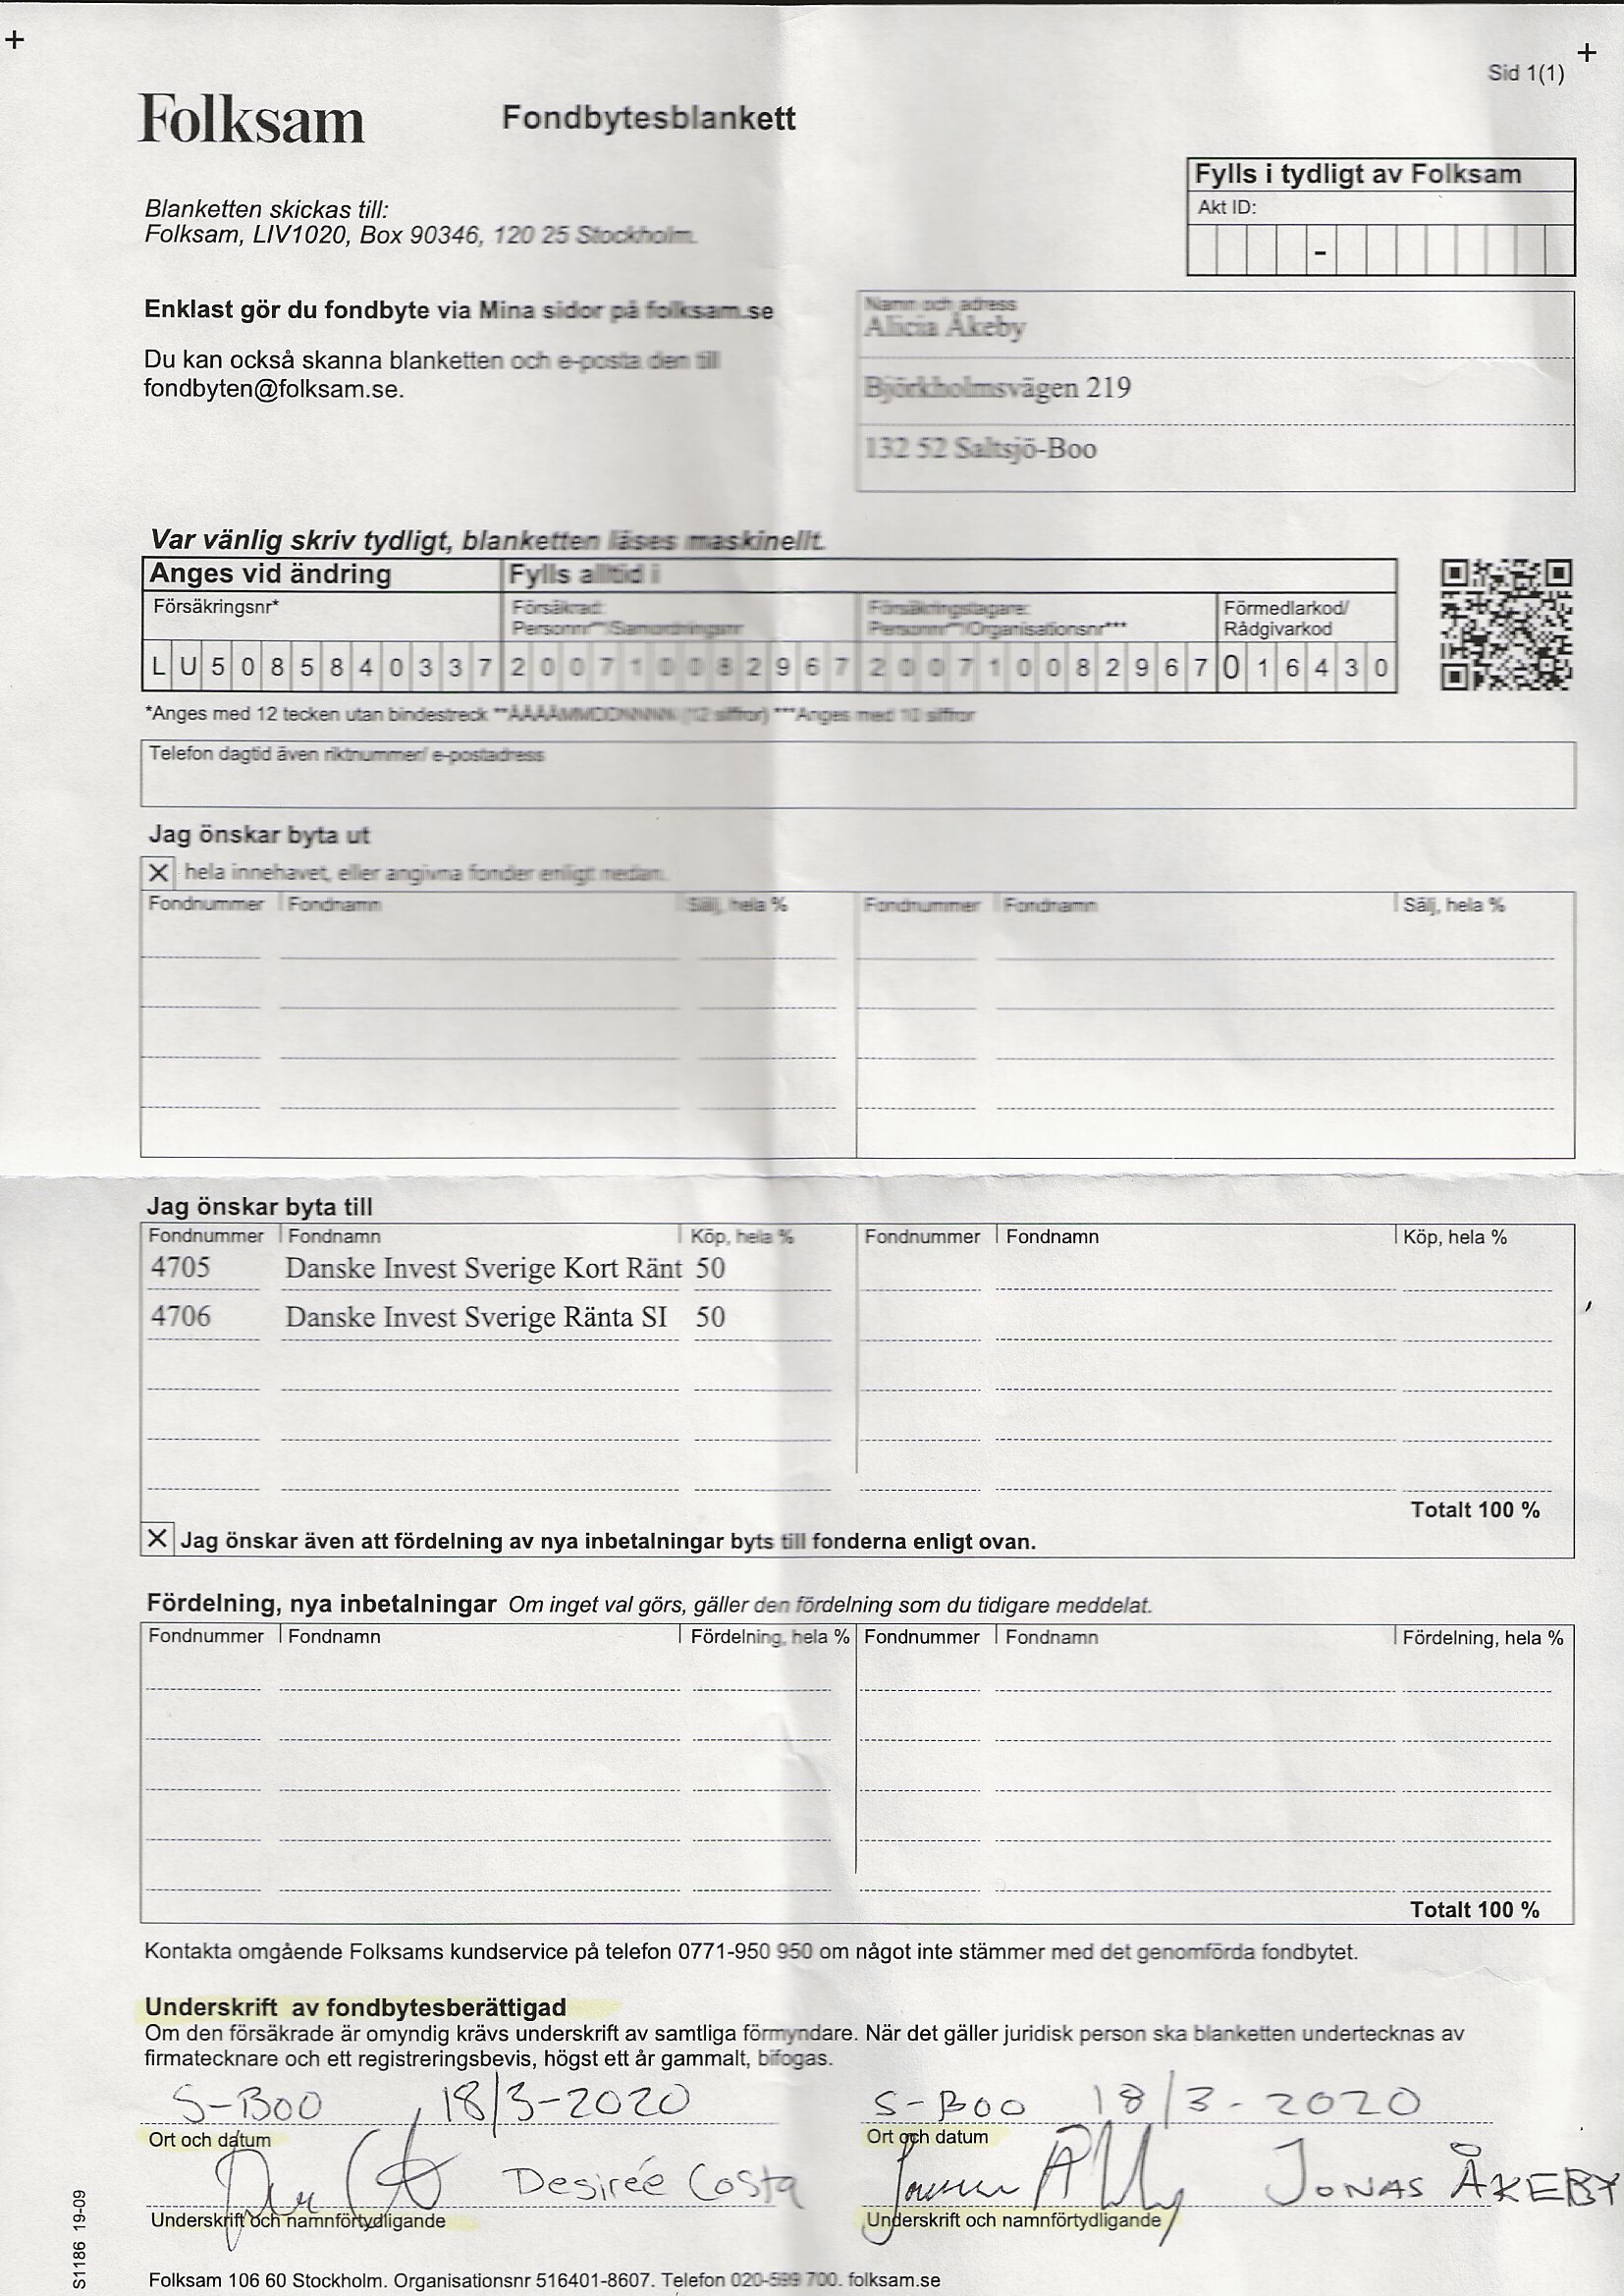 Sid 1(1)
Folksam
Fondbytesblankett
Fylls i tydligt av Folksam
Akt ID:
-
Blanketten skickas till:
Folksam, LIV1020, Box 90346, 120 25 Stockholm.
Enklast gör du fondbyte via Mina sidor på folksam.se
Du kan också skanna blanketten och e-posta den till
fondbyten@folksam.se.
Namn och adress
Alicia Åkeby
Björkholmsvägen 219
132 52 Saltsjö-Boo
Var vänlig skriv tydligt, blanketten läses maskinellt.
Anges vid ändring Fylls alltid i
Försäkringsnr* Försäkrad: Personnr**/Samordningsnr Försäkringstagare: Personnr**/Organisationsnr*** Förmedlarkod/ Rådgivarkod
LU5085840337 200710082967 200710082967 016430
*Anges med 12 tecken utan bindestreck **ÅÅÅÅMMDDNNNN (12 siffror) ***Anges med 10 siffror
Telefon dagtid även riktnummer/ e-postadress
Jag önskar byta ut
X hela innehavet, eller angivna fonder enligt nedan.
Fondnummer Fondnamn Sälj, hela % Fondnummer Fondnamn Sälj, hela %
Jag önskar byta till
Fondnummer Fondnamn Köp, hela % Fondnummer Fondnamn Köp, hela %
4705 Danske Invest Sverige Kort Ränt 50
4706 Danske Invest Sverige Ränta SI 50
Totalt 100 %
X Jag önskar även att fördelning av nya inbetalningar byts till fonderna enligt ovan.
Fördelning, nya inbetalningar Om inget val görs, gäller den fördelning som du tidigare meddelat.
Fondnummer Fondnamn Fördelning, hela % Fondnummer Fondnamn Fördelning, hela %
Totalt 100 %
Kontakta omgående Folksams kundservice på telefon 0771-950 950 om något inte stämmer med det genomförda fondbytet.
Underskrift av fondbytesberättigad
Om den försäkrade är omyndig krävs underskrift av samtliga förmyndare. När det gäller juridisk person ska blanketten undertecknas av
firmatecknare och ett registreringsbevis, högst ett år gammalt, bifogas.
S-Boo 18/3-2020 S-Boo 18/3-2020
Ort och datum Ort och datum
Desirée Costa JONAS ÅKEBY
Underskrift och namnförtydligande Underskrift och namnförtydligande
S1186 19-09
Folksam 106 60 Stockholm. Organisationsnr 516401-8607. Telefon 020-599 700. folksam.se